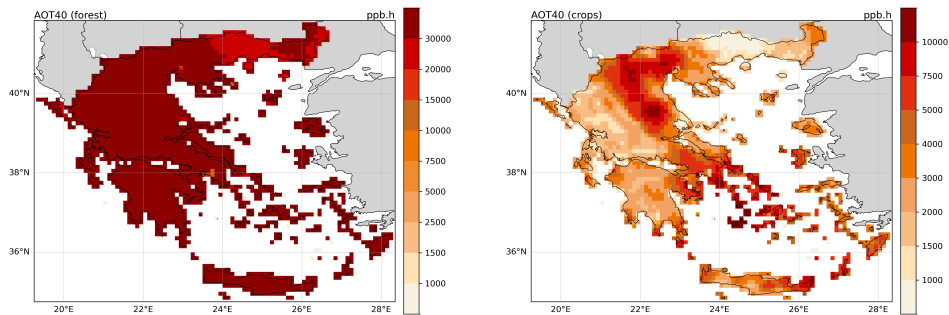 AOT40 (forest) ppb.h
30000
20000
15000
10000
7500
5000
2500
1500
1000
40°N
38°N
36°N
20°E 22°E 24°E 26°E 28°E
AOT40 (crops) ppb.h
10000
7500
5000
4000
3000
2000
1500
1000
40°N
38°N
36°N
20°E 22°E 24°E 26°E 28°E